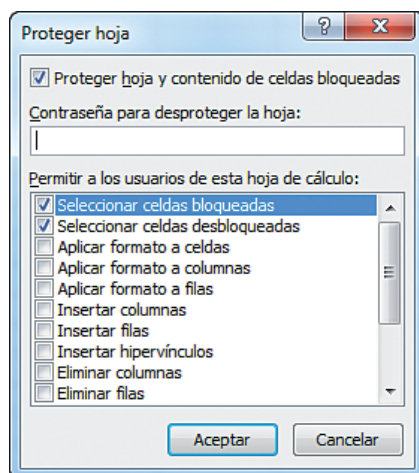 Proteger hoja
Proteger hoja y contenido de celdas bloqueadas
Contraseña para desproteger la hoja:
Permitir a los usuarios de esta hoja de cálculo:
Seleccionar celdas bloqueadas
Seleccionar celdas desbloqueadas
Aplicar formato a celdas
Aplicar formato a columnas
Aplicar formato a filas
Insertar columnas
Insertar filas
Insertar hipervínculos
Eliminar columnas
Eliminar filas
Aceptar Cancelar